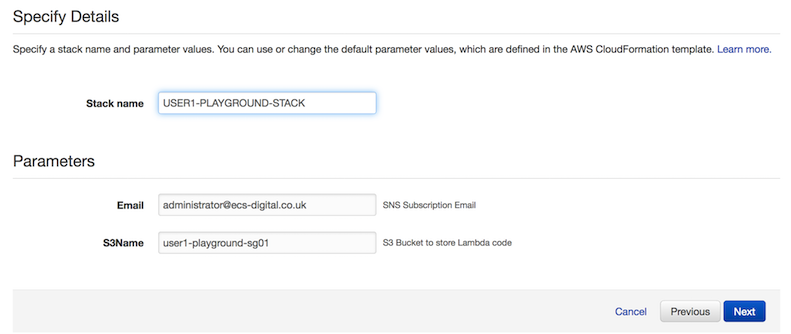 Specify Details
Specify a stack name and parameter values. You can use or change the default parameter values, which are defined in the AWS CloudFormation template. Learn more.
Stack name USER1-PLAYGROUND-STACK
Parameters
Email administrator@ecs-digital.co.uk SNS Subscription Email
S3Name user1-playground-sg01 S3 Bucket to store Lambda code
Cancel Previous Next